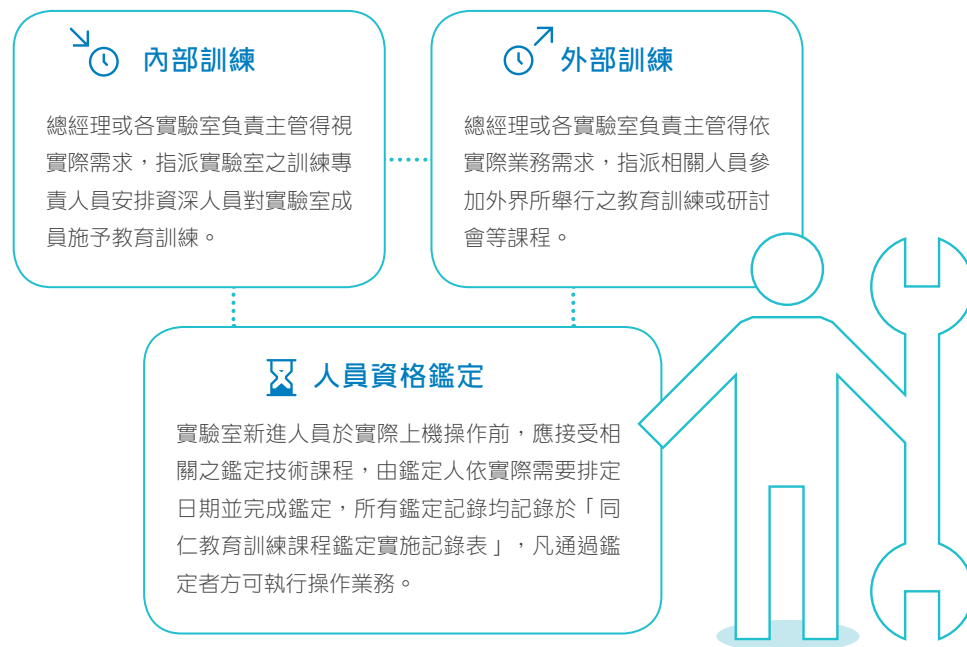 內部訓練
總經理或各實驗室負責主管得視
實際需求，指派實驗室之訓練專
責人員安排資深人員對實驗室成
員施予教育訓練。
外部訓練
總經理或各實驗室負責主管得依
實際業務需求，指派相關人員參
加外界所舉行之教育訓練或研討
會等課程。
人員資格鑑定
實驗室新進人員於實際上機操作前，應接受相
關之鑑定技術課程，由鑑定人依實際需要排定
日期並完成鑑定，所有鑑定記錄均記錄於「同
仁教育訓練課程鑑定實施記錄表」，凡通過鑑
定者方可執行操作業務。